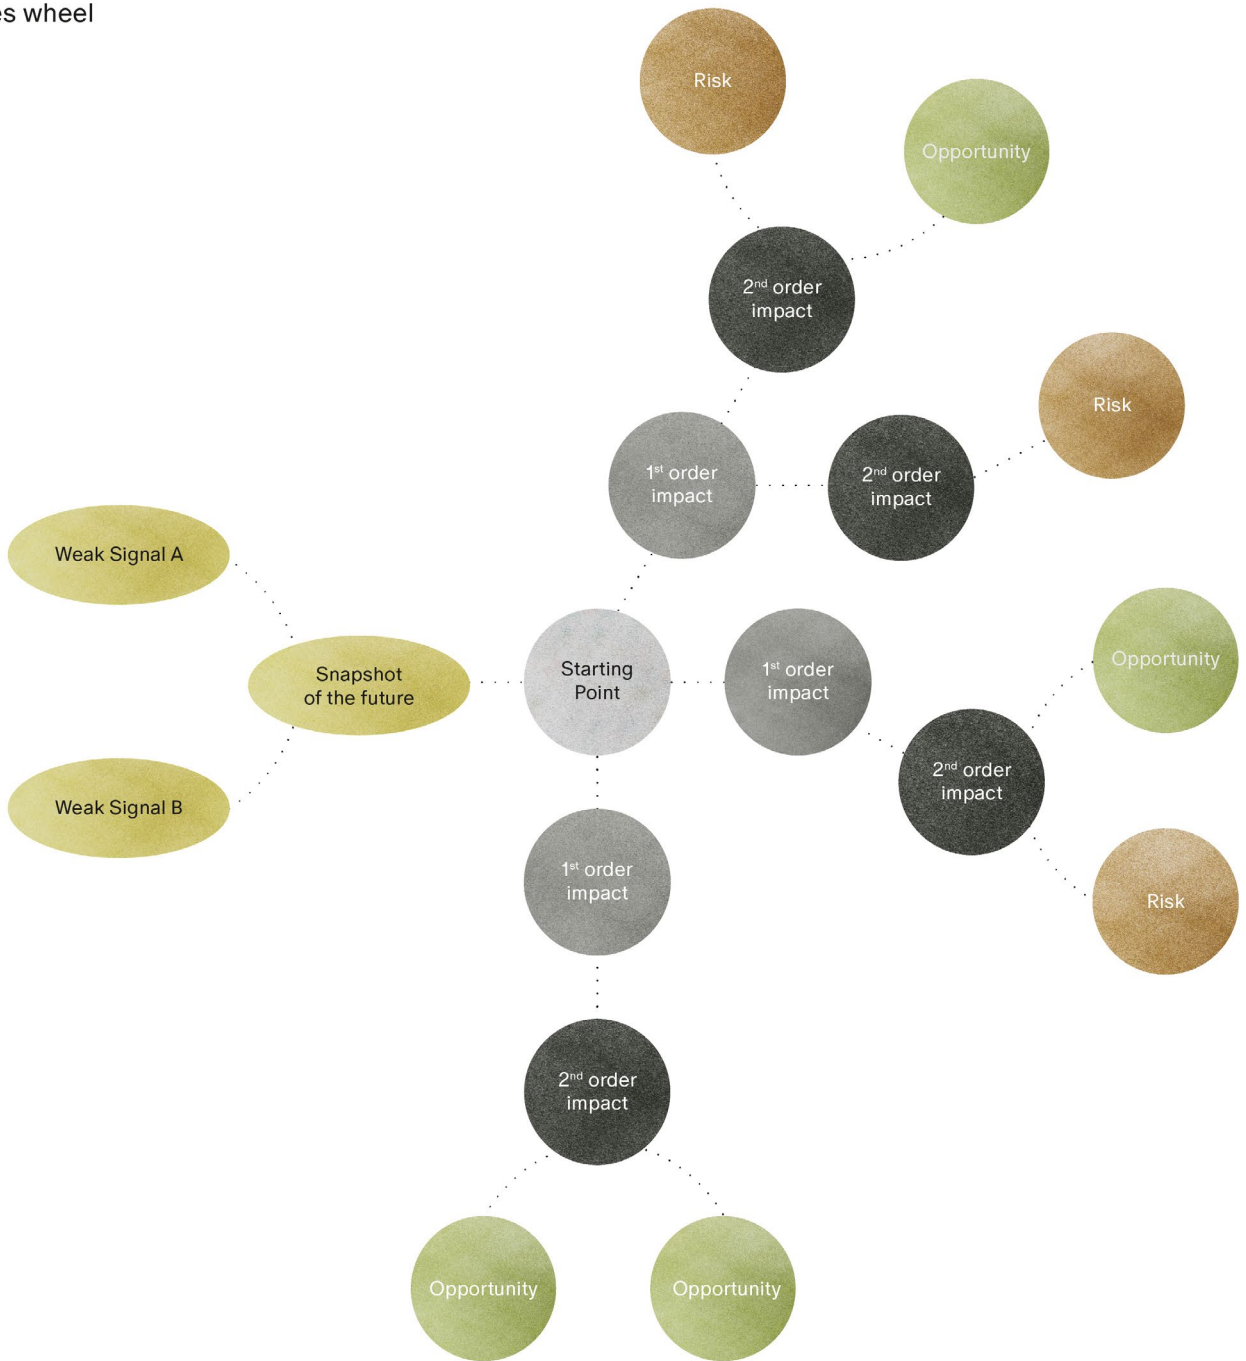 es wheel
Risk
Opportunity
2nd order
impact
Risk
1st order
impact
2nd order
impact
Weak Signal A
Snapshot
of the future
Starting
Point
1st order
impact
Opportunity
2nd order
impact
Weak Signal B
1st order
impact
Risk
2nd order
impact
Opportunity
Opportunity